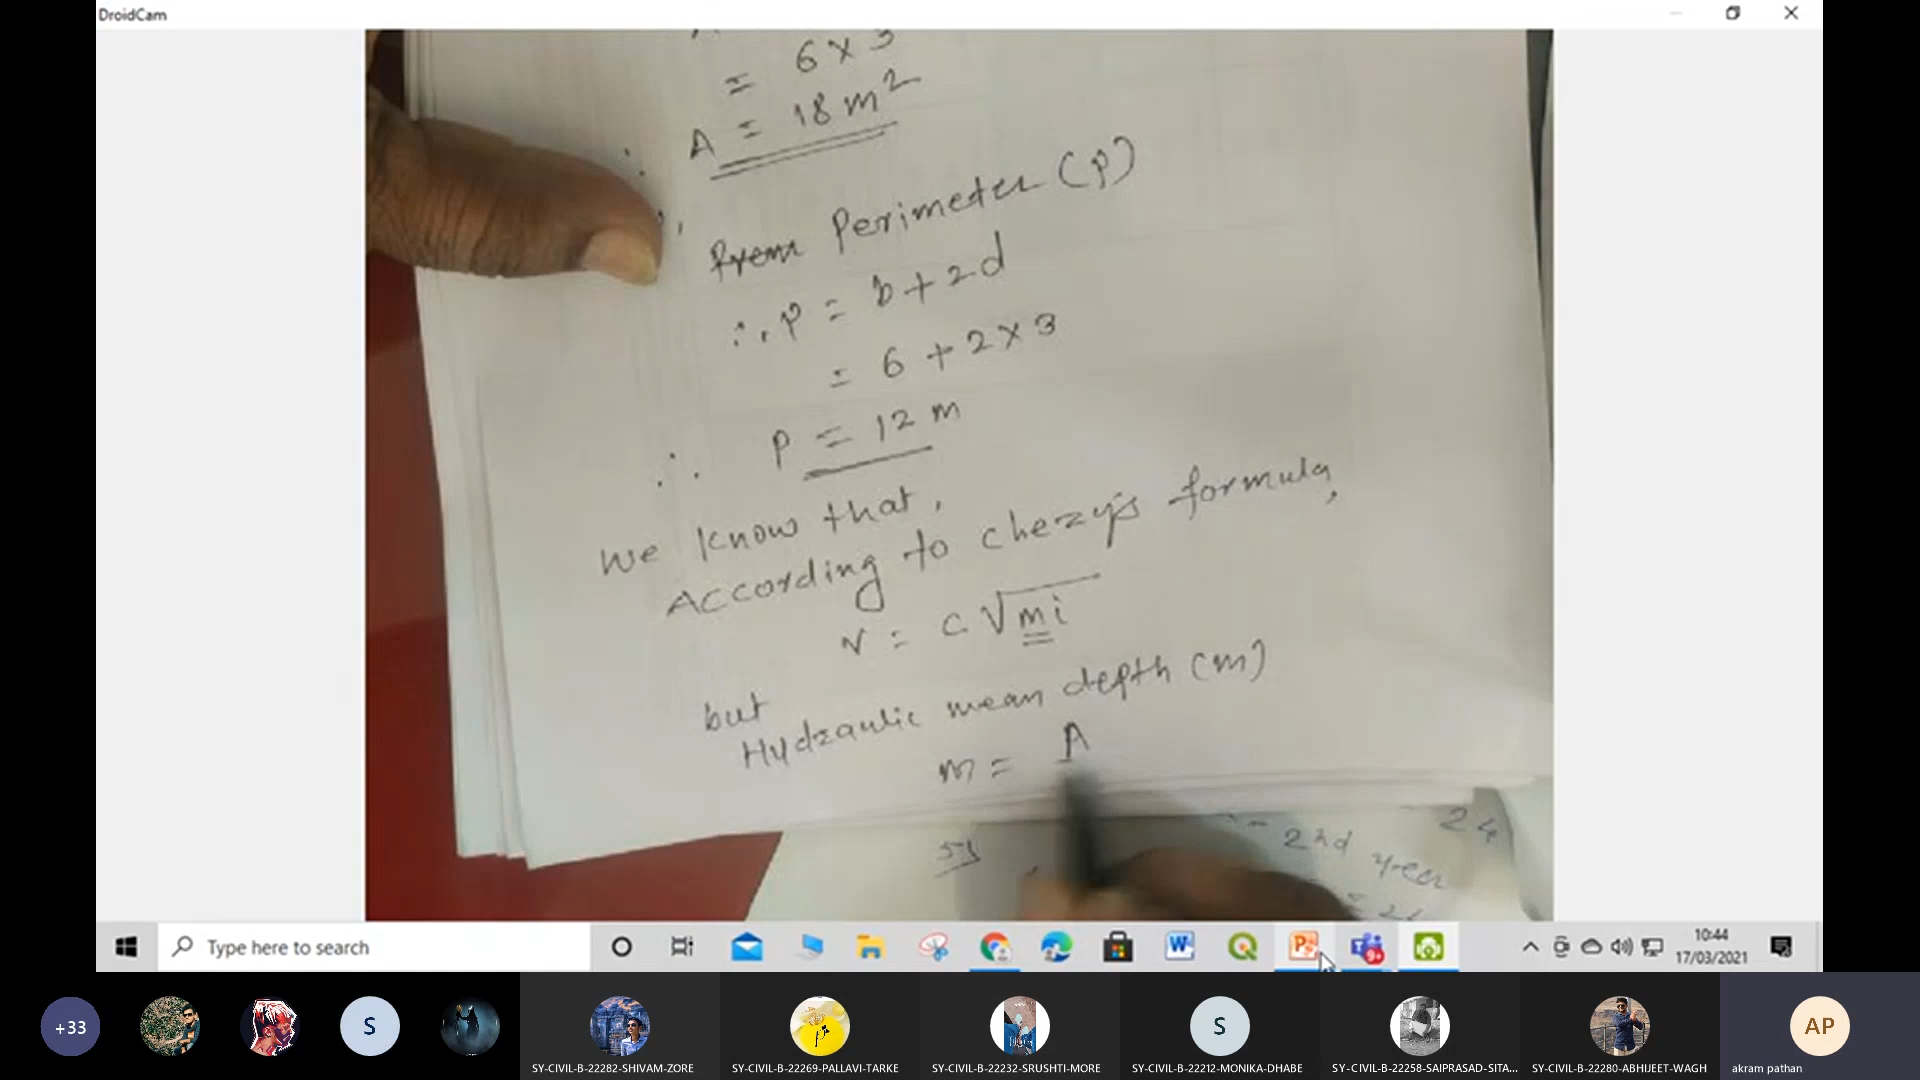 DroidCam
= 6 x 3
∴ A = 18 m²
From Perimeter (P)
∴ P = b + 2d
= 6 + 2 x 3
∴ P = 12 m
We know that,
According to chezy's formula,
V = C √mi
but
Hydraulic mean depth (m)
m = A
24
2nd year
Type here to search
10:44
17/03/2021
9+
+33
S
S
AP
SY-CIVIL-B-22282-SHIVAM-ZORE
SY-CIVIL-B-22269-PALLAVI-TARKE
SY-CIVIL-B-22232-SRUSHTI-MORE
SY-CIVIL-B-22212-MONIKA-DHABE
SY-CIVIL-B-22258-SAIPRASAD-SITA...
SY-CIVIL-B-22280-ABHIJEET-WAGH
akram pathan